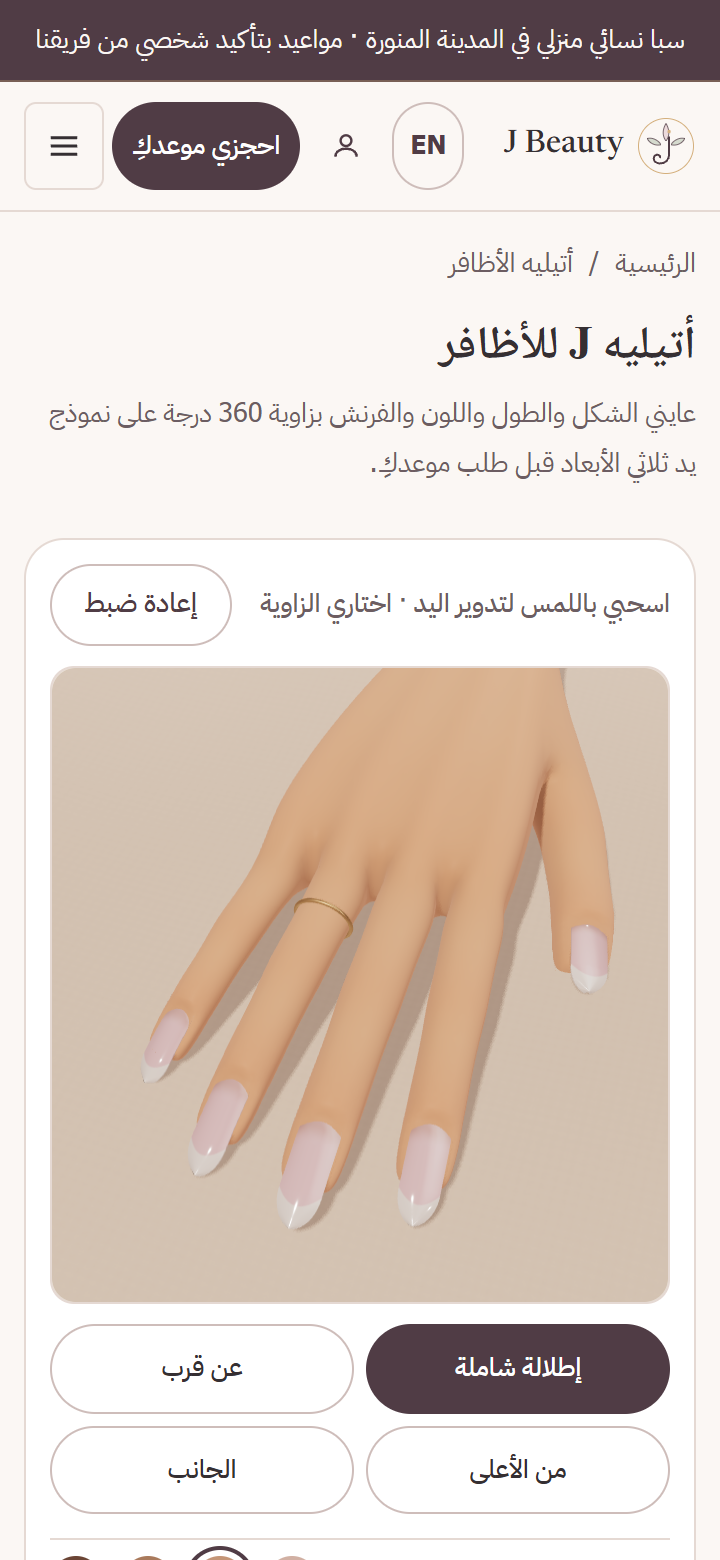 سبا نسائي منزلي في المدينة المنورة · مواعيد بتأكيد شخصي من فريقنا
J Beauty
EN
احجزي موعدكِ
الرئيسية / أتيليه الأظافر
أتيليه J للأظافر
عايني الشكل والطول واللون والفرنش بزاوية 360 درجة على نموذج
يد ثلاثي الأبعاد قبل طلب موعدكِ.
اسحبي باللمس لتدوير اليد · اختاري الزاوية
إعادة ضبط
إطلالة شاملة
عن قرب
من الأعلى
الجانب